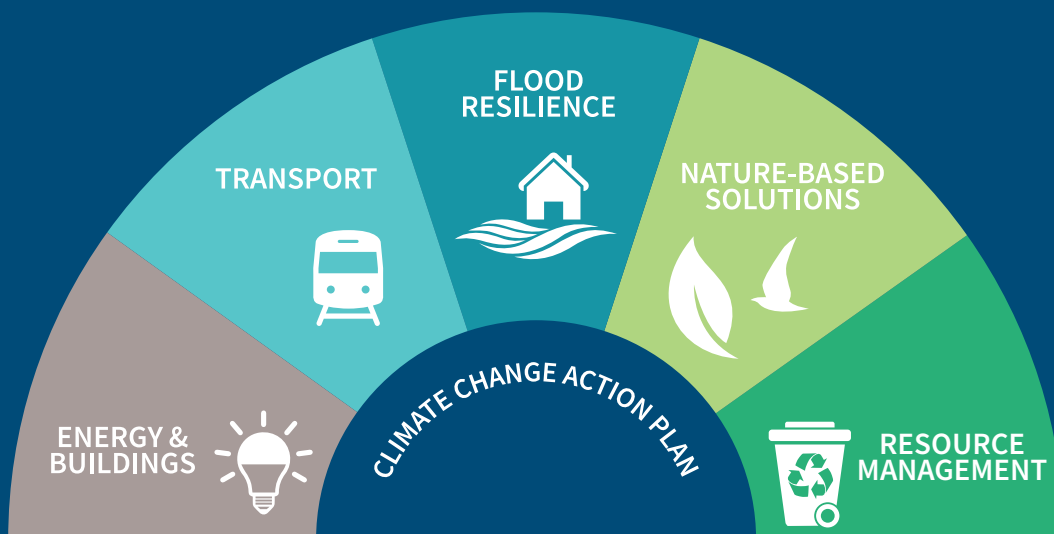 FLOOD
RESILIENCE
TRANSPORT
NATURE-BASED
SOLUTIONS
ENERGY &
BUILDINGS
CLIMATE CHANGE ACTION PLAN
RESOURCE
MANAGEMENT